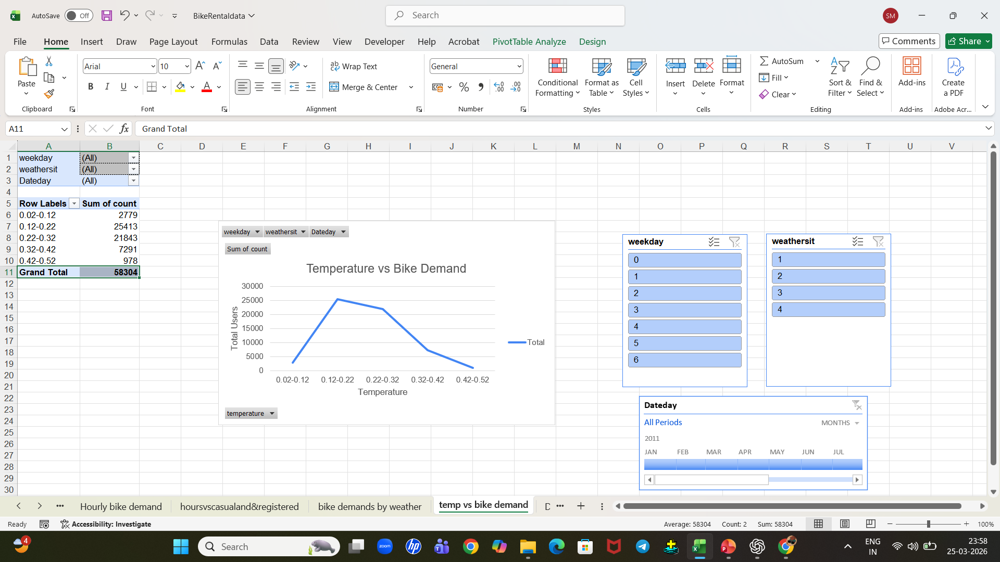 AutoSave Off BikeRentaldata Search SM
File Home Insert Draw Page Layout Formulas Data Review View Developer Help Acrobat PivotTable Analyze Design Comments Share
Paste Arial 10 Wrap Text General Conditional Formatting Format as Table Cell Styles Insert Delete Format AutoSum Fill Clear Sort & Filter Find & Select Add-ins Create a PDF
B I U A Merge & Center % 
Clipboard Font Alignment Number Styles Cells Editing Add-ins Adobe Acr...
A11 fx Grand Total
A B C D E F G H I J K L M N O P Q R S T U V
1 weekday (All)
2 weathersit (All)
3 Dateday (All)
4
5 Row Labels Sum of count
6 0.02-0.12 2779
7 0.12-0.22 25413
8 0.22-0.32 21843
9 0.32-0.42 7291
10 0.42-0.52 978
11 Grand Total 58304
12
13
14
15
16
17
18
19
20
21
22
23
24
25
26
27
28
29
30
weekday weathersit Dateday
Sum of count
Temperature vs Bike Demand
30000
25000
20000
15000
10000
5000
0
Total Users
0.02-0.12 0.12-0.22 0.22-0.32 0.32-0.42 0.42-0.52
Temperature
Total
temperature
weekday
0
1
2
3
4
5
6
weathersit
1
2
3
4
Dateday
All Periods MONTHS
2011
JAN FEB MAR APR MAY JUN JUL
Hourly bike demand hoursvscasualand&registered bike demands by weather temp vs bike demand
Ready Accessibility: Investigate Average: 58304 Count: 2 Sum: 58304 100%
4 Search zoom hp ENG IN 23:58
25-03-2026